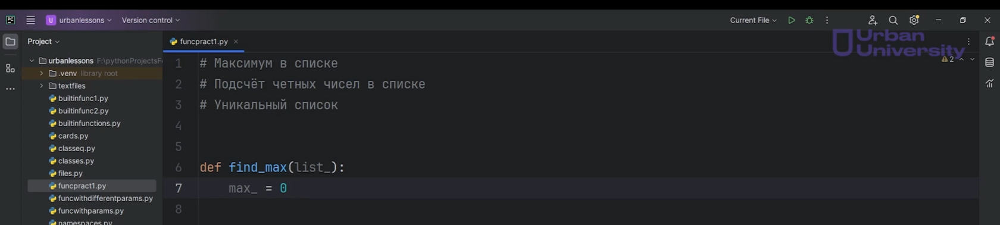 PC
U urbanlessons
Version control
Current File
Urban
University
Project
funcpract1.py
urbanlessons F:\pythonProjectsF
.venv library root
textfiles
builtinfunc1.py
builtinfunc2.py
builtinfunctions.py
cards.py
classeq.py
classes.py
files.py
funcpract1.py
funcwithdifferentparams.py
funcwithparams.py
namespaces.py
2
1 # Максимум в списке
2 # Подсчёт четных чисел в списке
3 # Уникальный список
4
5
6 def find_max(list_):
7 max_ = 0
8